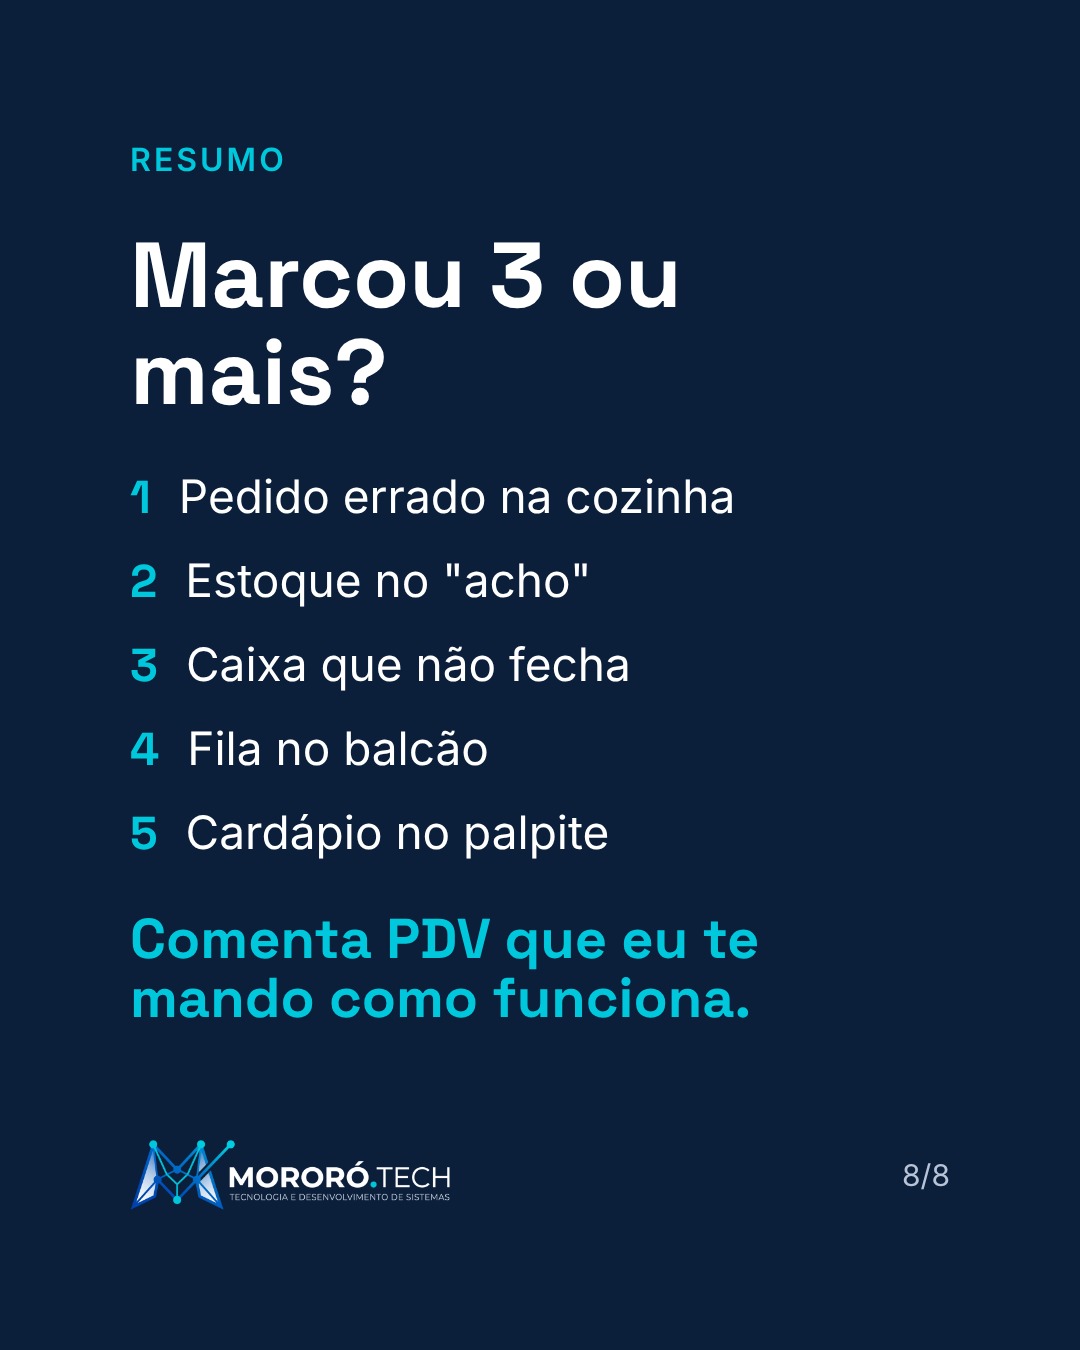 RESUMO
Marcou 3 ou
mais?
1 Pedido errado na cozinha
2 Estoque no "acho"
3 Caixa que não fecha
4 Fila no balcão
5 Cardápio no palpite
Comenta PDV que eu te
mando como funciona.
MORORÓ.TECH
TECNOLOGIA E DESENVOLVIMENTO DE SISTEMAS
8/8